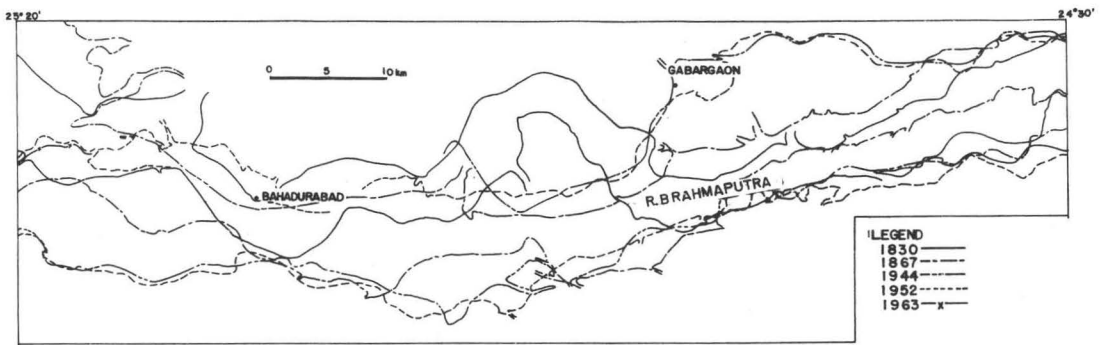 25° 20'
24° 30'
0 5 10 km
GABARGAON
BAHADURABAD
R. BRAHMAPUTRA
LEGEND
1830
1867
1944
1952
1963 x